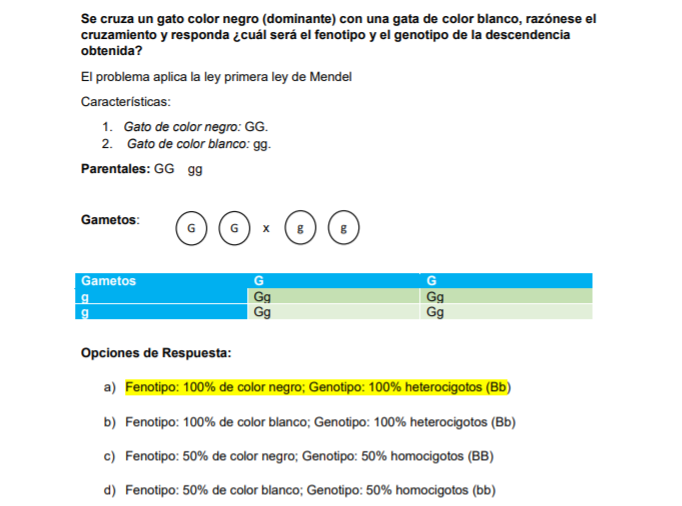 Se cruza un gato color negro (dominante) con una gata de color blanco, razónese el
cruzamiento y responda ¿cuál será el fenotipo y el genotipo de la descendencia
obtenida?
El problema aplica la ley primera ley de Mendel
Características:
1. Gato de color negro: GG.
2. Gato de color blanco: gg.
Parentales: GG gg
Gametos: G G x g g
Gametos G G
g Gg Gg
g Gg Gg
Opciones de Respuesta:
a) Fenotipo: 100% de color negro; Genotipo: 100% heterocigotos (Bb)
b) Fenotipo: 100% de color blanco; Genotipo: 100% heterocigotos (Bb)
c) Fenotipo: 50% de color negro; Genotipo: 50% homocigotos (BB)
d) Fenotipo: 50% de color blanco; Genotipo: 50% homocigotos (bb)